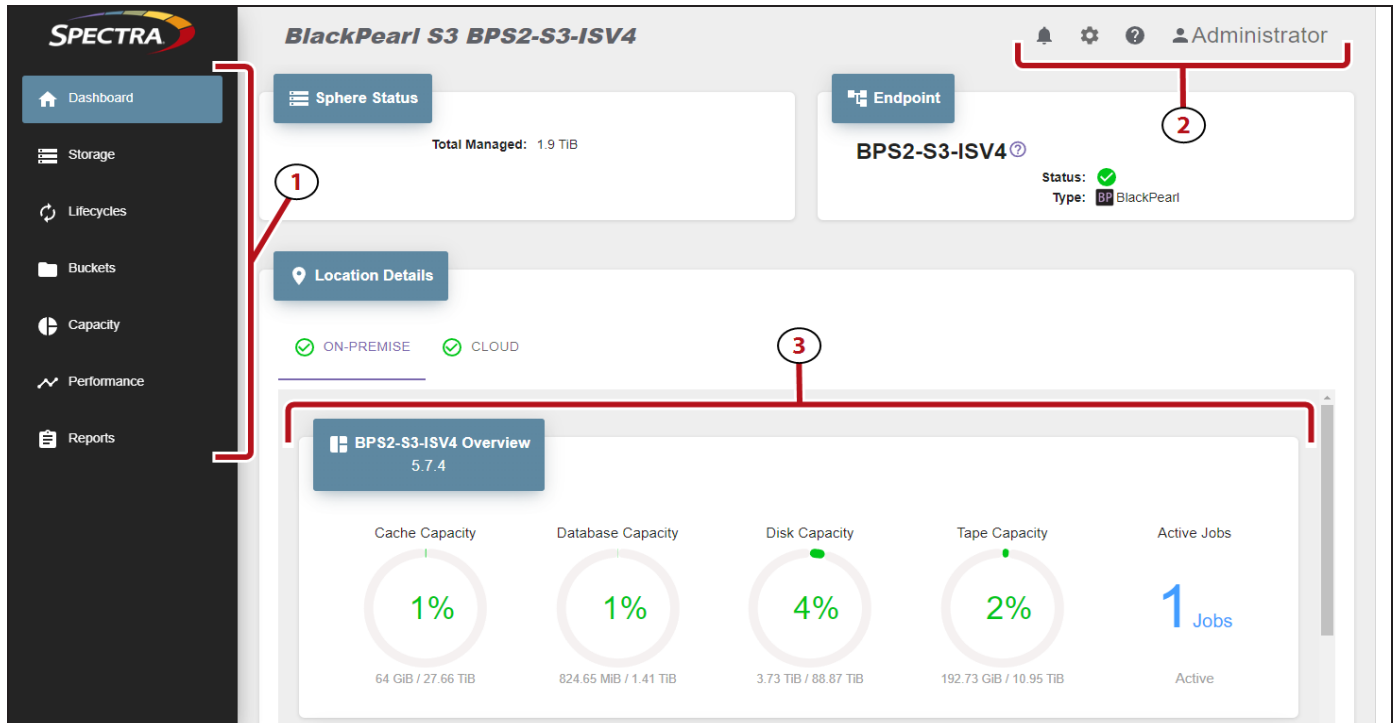 SPECTRA
BlackPearl S3 BPS2-S3-ISV4
Administrator
Dashboard
Storage
Lifecycles
Buckets
Capacity
Performance
Reports
1
2
Sphere Status
Total Managed: 1.9 TiB
Endpoint
BPS2-S3-ISV4
Status:
Type: BP BlackPearl
Location Details
ON-PREMISE CLOUD
3
BPS2-S3-ISV4 Overview
5.7.4
Cache Capacity Database Capacity Disk Capacity Tape Capacity Active Jobs
1% 1% 4% 2% 1 Jobs
64 GiB / 27.66 TiB 824.65 MiB / 1.41 TiB 3.73 TiB / 88.87 TiB 192.73 GiB / 10.95 TiB Active